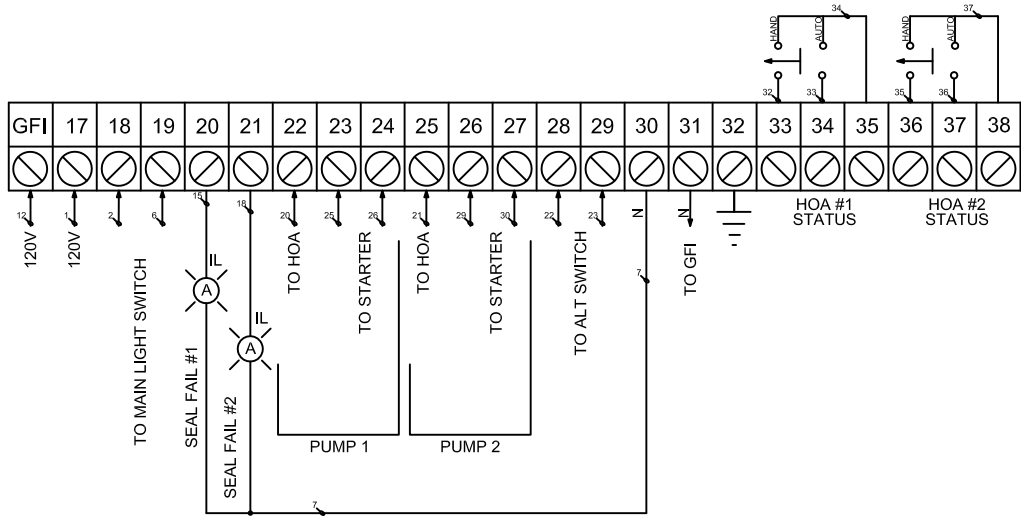 34
37
HAND
AUTO
HAND
AUTO
32
33
35
36
GFI 17 18 19 20 21 22 23 24 25 26 27 28 29 30 31 32 33 34 35 36 37 38
HOA #1
STATUS
HOA #2
STATUS
12
1
2
6
15
18
20
25
26
21
29
30
22
23
N
N
120V
120V
TO MAIN LIGHT SWITCH
TO HOA
TO STARTER
TO HOA
TO STARTER
TO ALT SWITCH
7
TO GFI
IL
A
SEAL FAIL #1
IL
A
SEAL FAIL #2
PUMP 1
PUMP 2
7